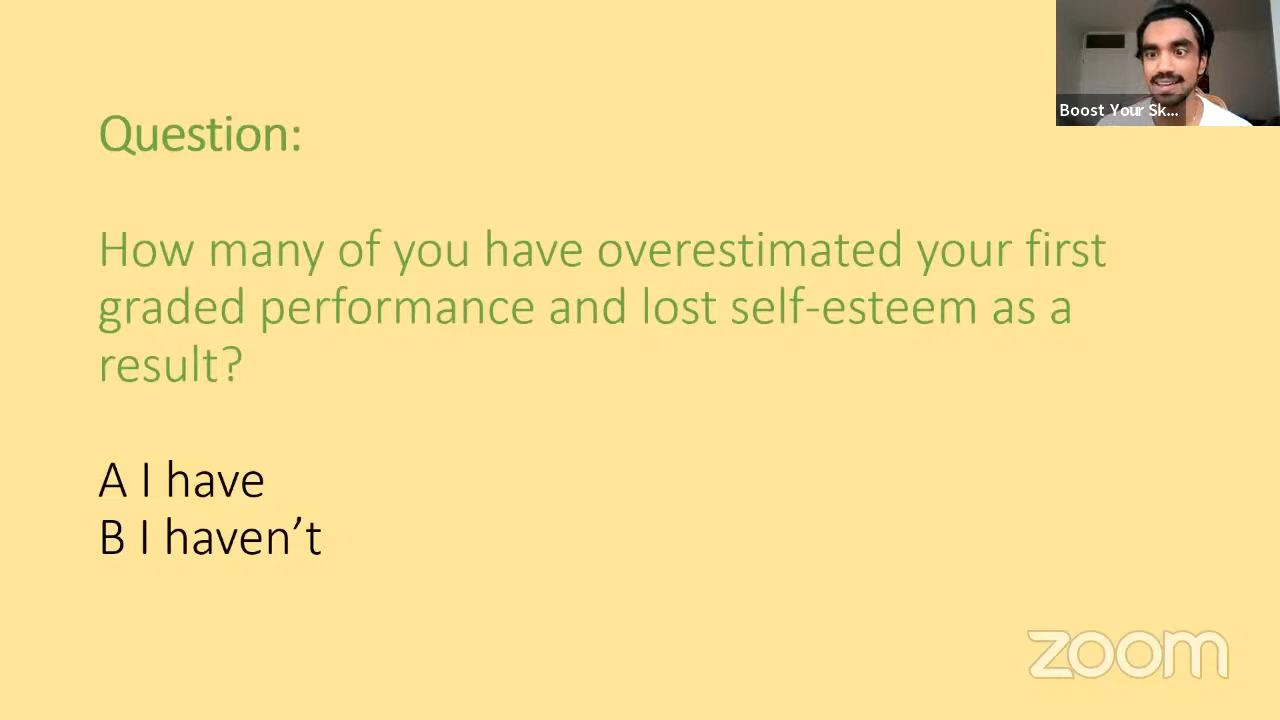 Boost Your Sk...
Question:
How many of you have overestimated your first
graded performance and lost self-esteem as a
result?
A I have
B I haven’t
zoom